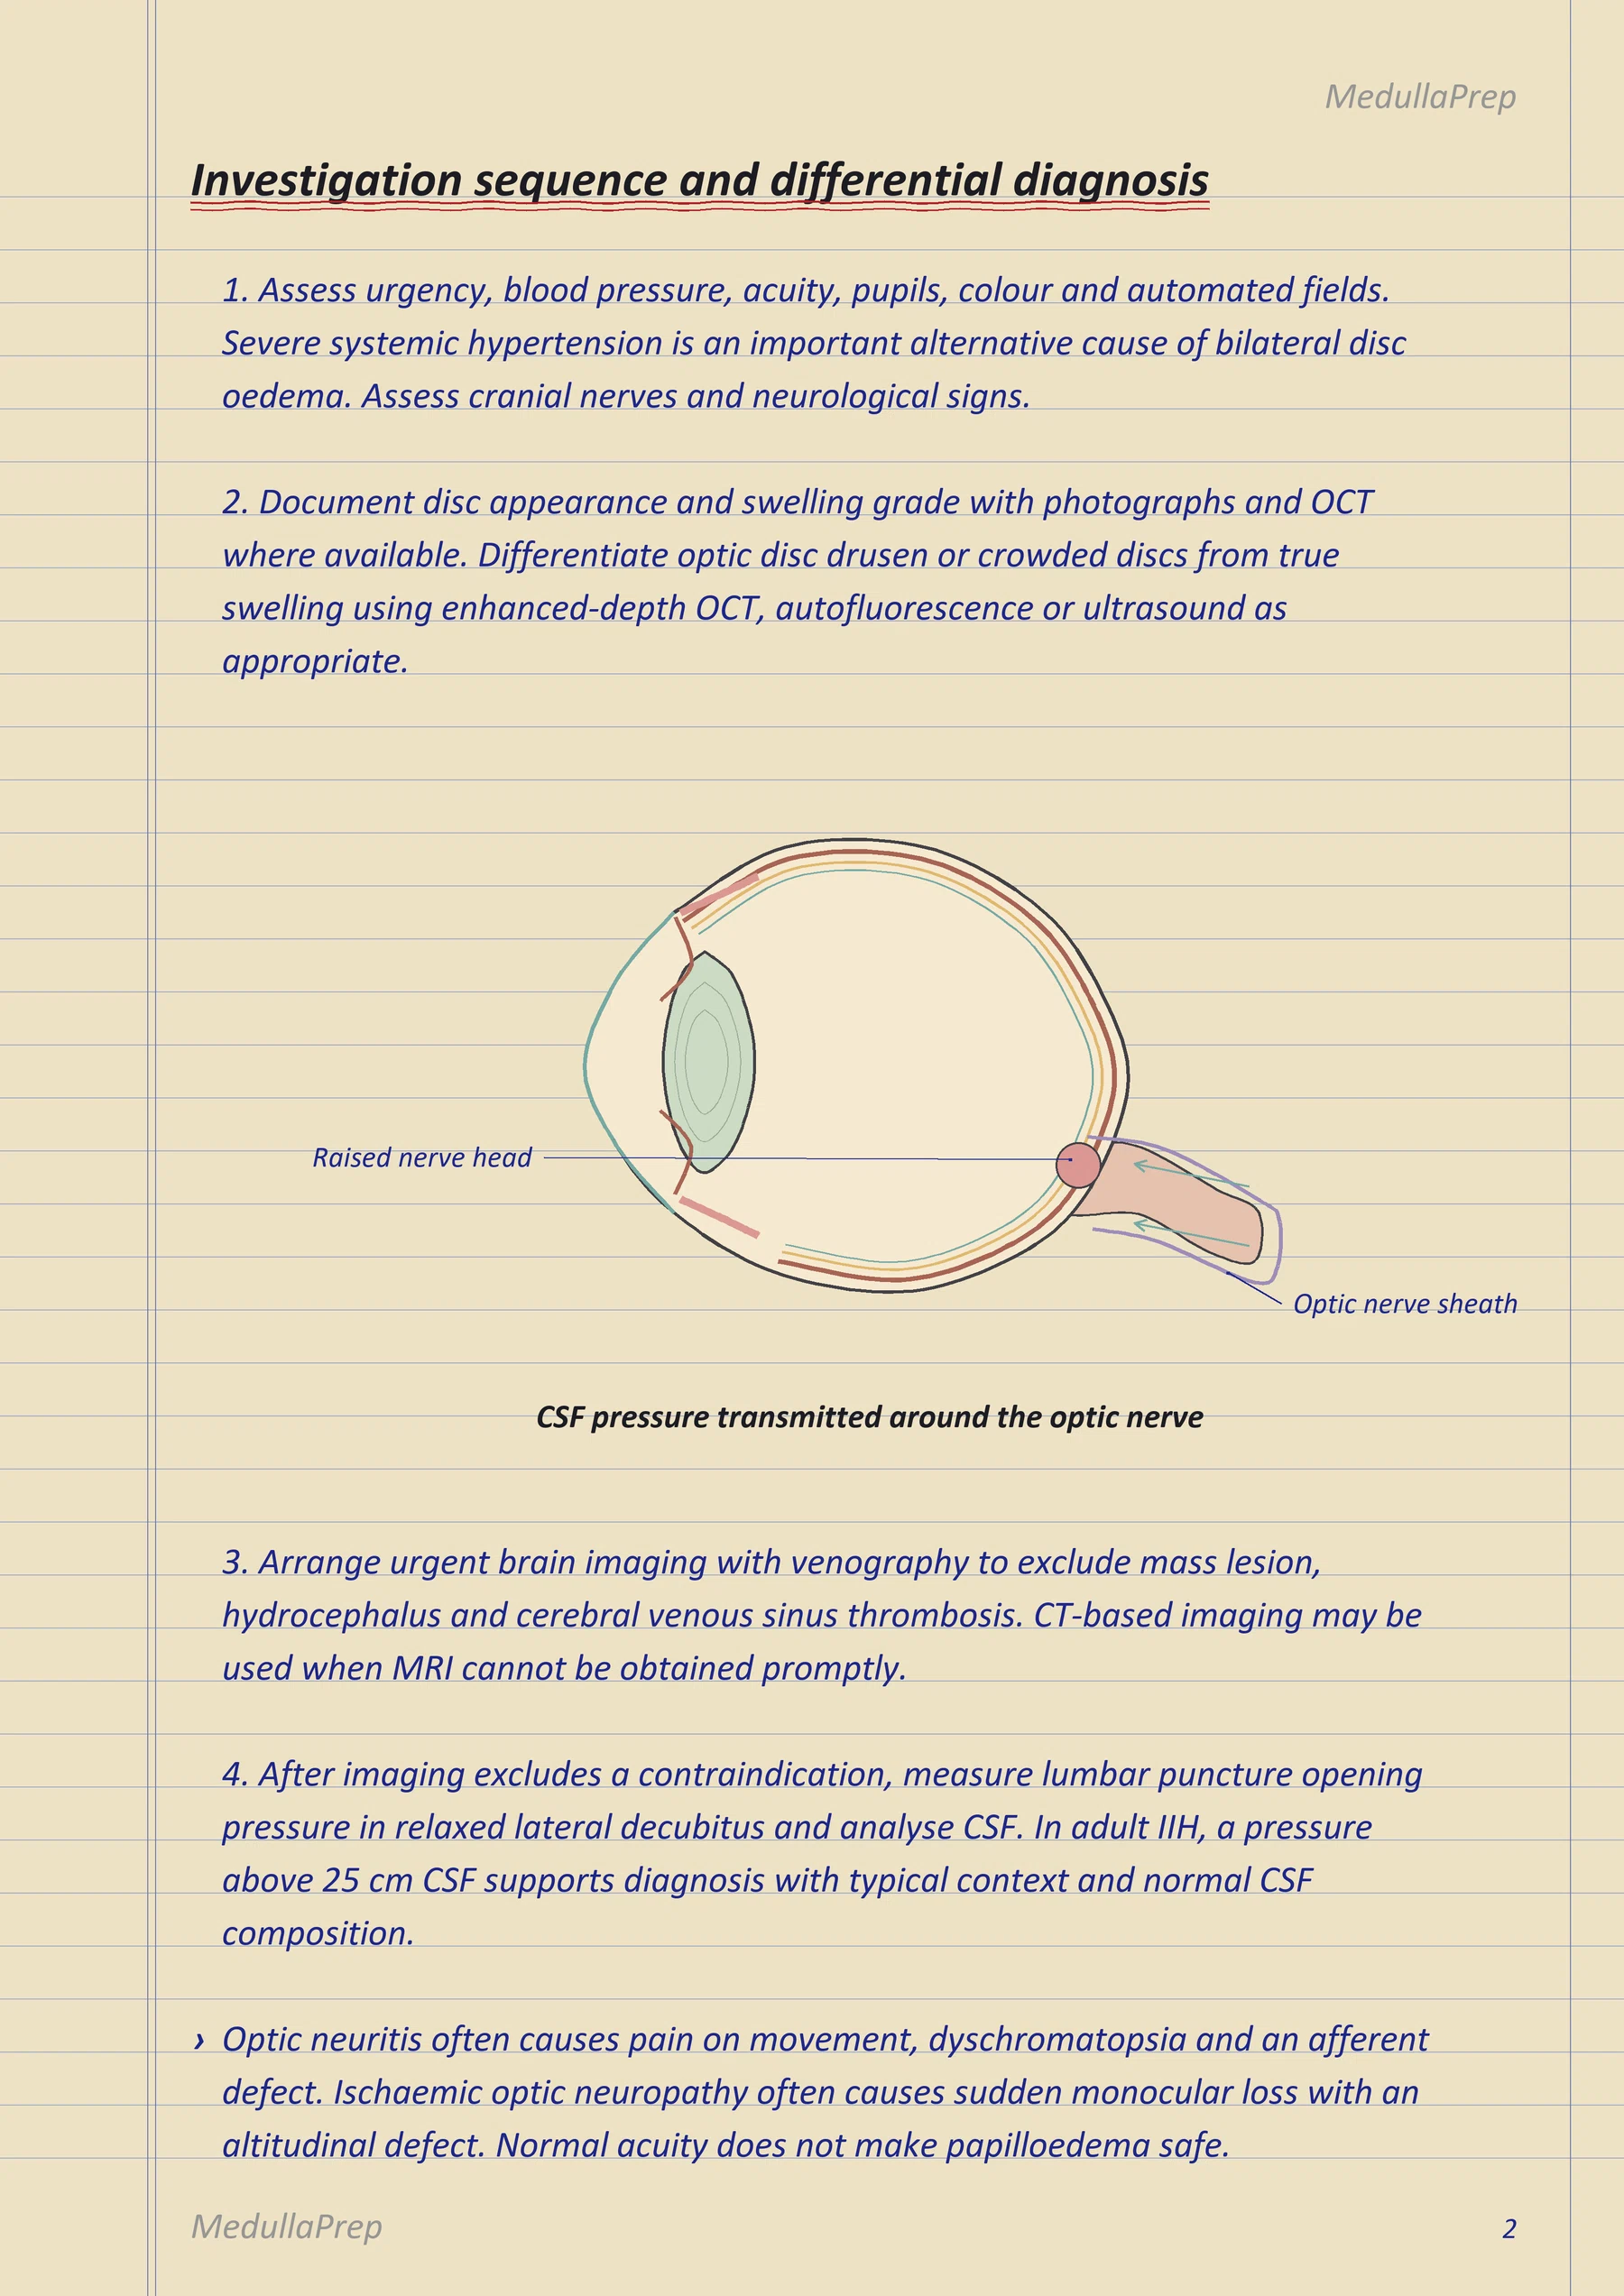 MedullaPrep
Investigation sequence and differential diagnosis
1. Assess urgency, blood pressure, acuity, pupils, colour and automated fields.
Severe systemic hypertension is an important alternative cause of bilateral disc
oedema. Assess cranial nerves and neurological signs.
2. Document disc appearance and swelling grade with photographs and OCT
where available. Differentiate optic disc drusen or crowded discs from true
swelling using enhanced-depth OCT, autofluorescence or ultrasound as
appropriate.
Raised nerve head
Optic nerve sheath
CSF pressure transmitted around the optic nerve
3. Arrange urgent brain imaging with venography to exclude mass lesion,
hydrocephalus and cerebral venous sinus thrombosis. CT-based imaging may be
used when MRI cannot be obtained promptly.
4. After imaging excludes a contraindication, measure lumbar puncture opening
pressure in relaxed lateral decubitus and analyse CSF. In adult IIH, a pressure
above 25 cm CSF supports diagnosis with typical context and normal CSF
composition.
› Optic neuritis often causes pain on movement, dyschromatopsia and an afferent
defect. Ischaemic optic neuropathy often causes sudden monocular loss with an
altitudinal defect. Normal acuity does not make papilloedema safe.
MedullaPrep
2